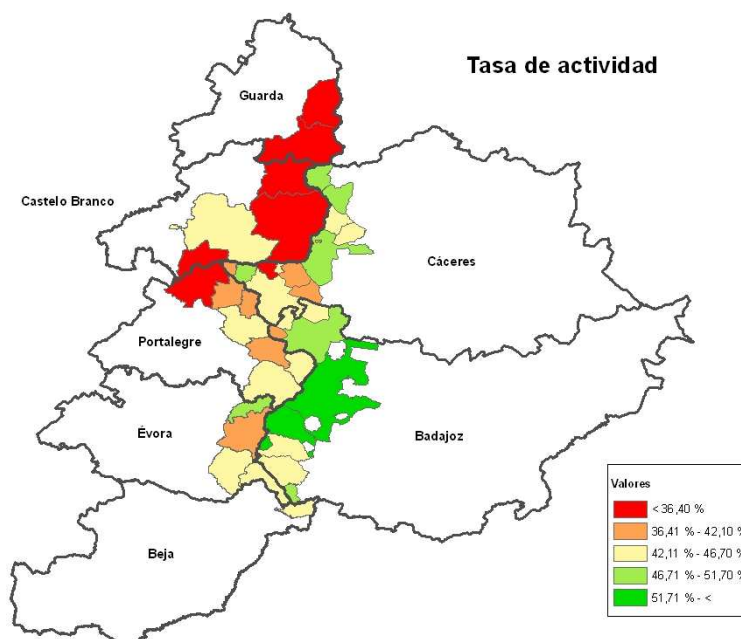 Tasa de actividad
Guarda
Castelo Branco
Cáceres
Portalegre
Évora
Badajoz
Beja
Valores
< 36,40 %
36,41 % - 42,10 %
42,11 % - 46,70 %
46,71 % - 51,70 %
51,71 % - <